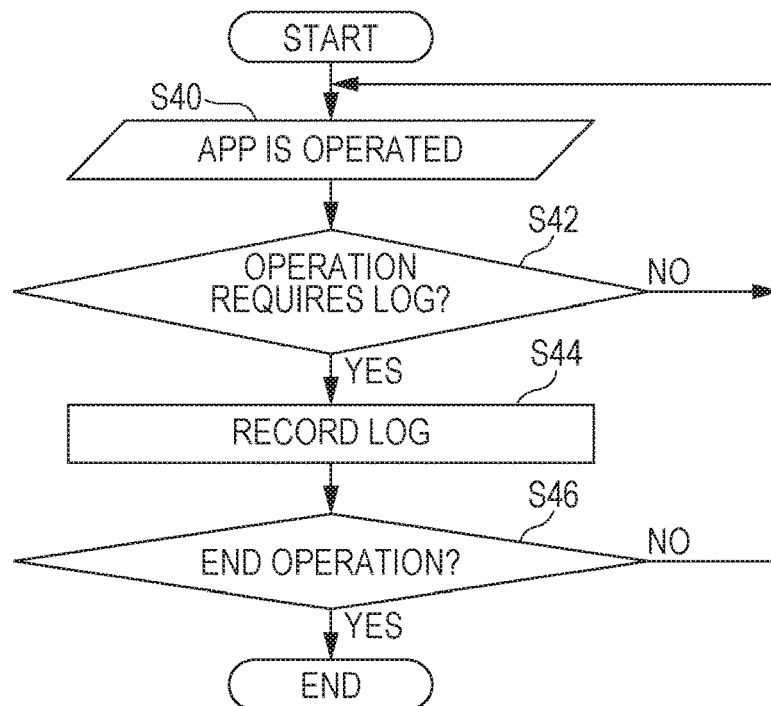 START
S40
APP IS OPERATED
S42
OPERATION
REQUIRES LOG?
NO
YES
S44
RECORD LOG
S46
END OPERATION?
NO
YES
END